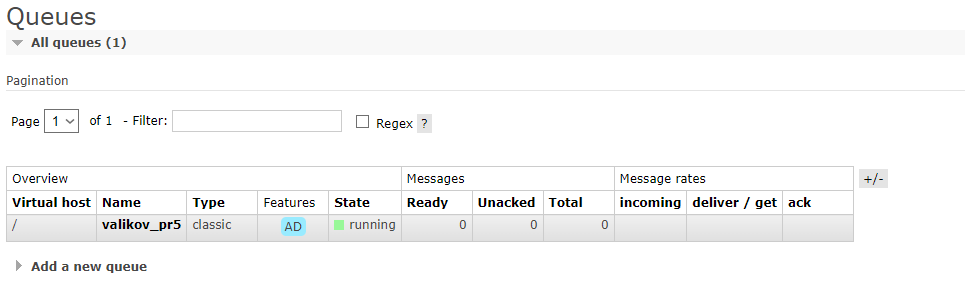 Queues
All queues (1)
Pagination
Page 1 of 1 - Filter: Regex ?
Overview Messages Message rates +/-
Virtual host Name Type Features State Ready Unacked Total incoming deliver / get ack
/ valikov_pr5 classic AD running 0 0 0
Add a new queue